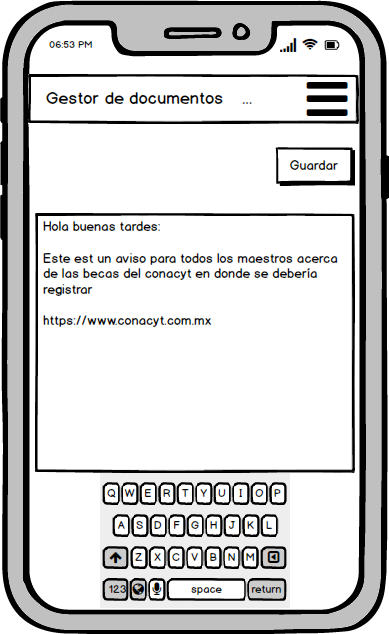 06:53 PM
Gestor de documentos ...
Guardar
Hola buenas tardes:
Este est un aviso para todos los maestros acerca
de las becas del conacyt en donde se debería
registrar
https://www.conacyt.com.mx
Q W E R T Y U I O P
A S D F G H J K L
Z X C V B N M
123 space return